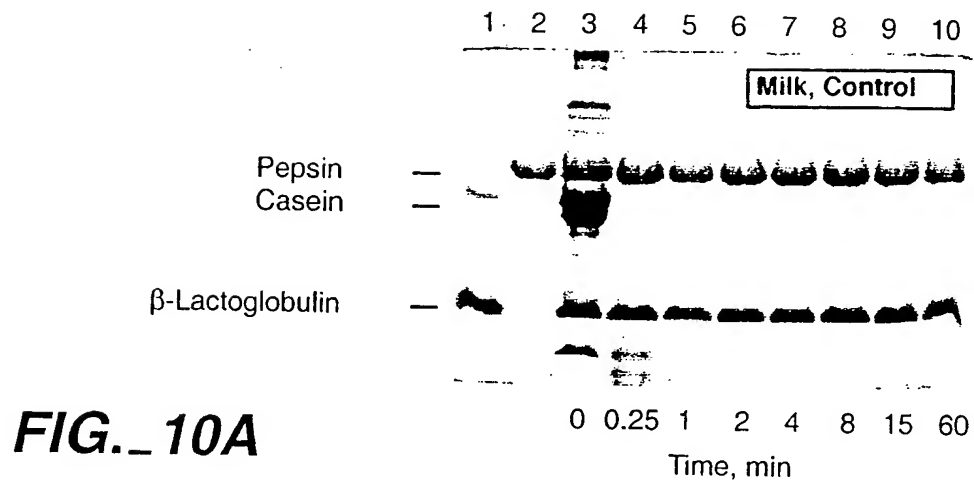 1 2 3 4 5 6 7 8 9 10
Milk, Control
Pepsin
Casein
β-Lactoglobulin
0 0.25 1 2 4 8 15 60
Time, min
FIG._10A